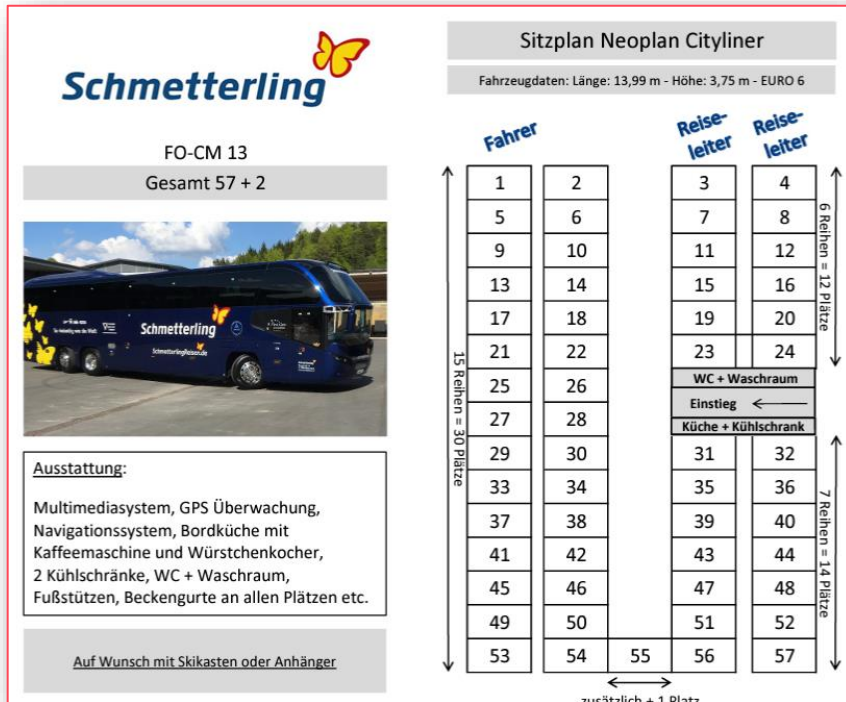 Schmetterling
FO-CM 13
Gesamt 57 + 2
Schmetterling
SchmetterlingReisen.de
Ausstattung:
Multimediasystem, GPS Überwachung,
Navigationssystem, Bordküche mit
Kaffeemaschine und Würstchenkocher,
2 Kühlschränke, WC + Waschraum,
Fußstützen, Beckengurte an allen Plätzen etc.
Auf Wunsch mit Skikasten oder Anhänger
Sitzplan Neoplan Cityliner
Fahrzeugdaten: Länge: 13,99 m - Höhe: 3,75 m - EURO 6
Fahrer
Reise-
leiter
Reise-
leiter
1 2 3 4
5 6 7 8
9 10 11 12
13 14 15 16
17 18 19 20
21 22 23 24
25 26 WC + Waschraum
Einstieg
27 28 Küche + Kühlschrank
29 30 31 32
33 34 35 36
37 38 39 40
41 42 43 44
45 46 47 48
49 50 51 52
53 54 55 56 57
15 Reihen = 30 Plätze
6 Reihen = 12 Plätze
7 Reihen = 14 Plätze
zusätzlich + 1 Platz